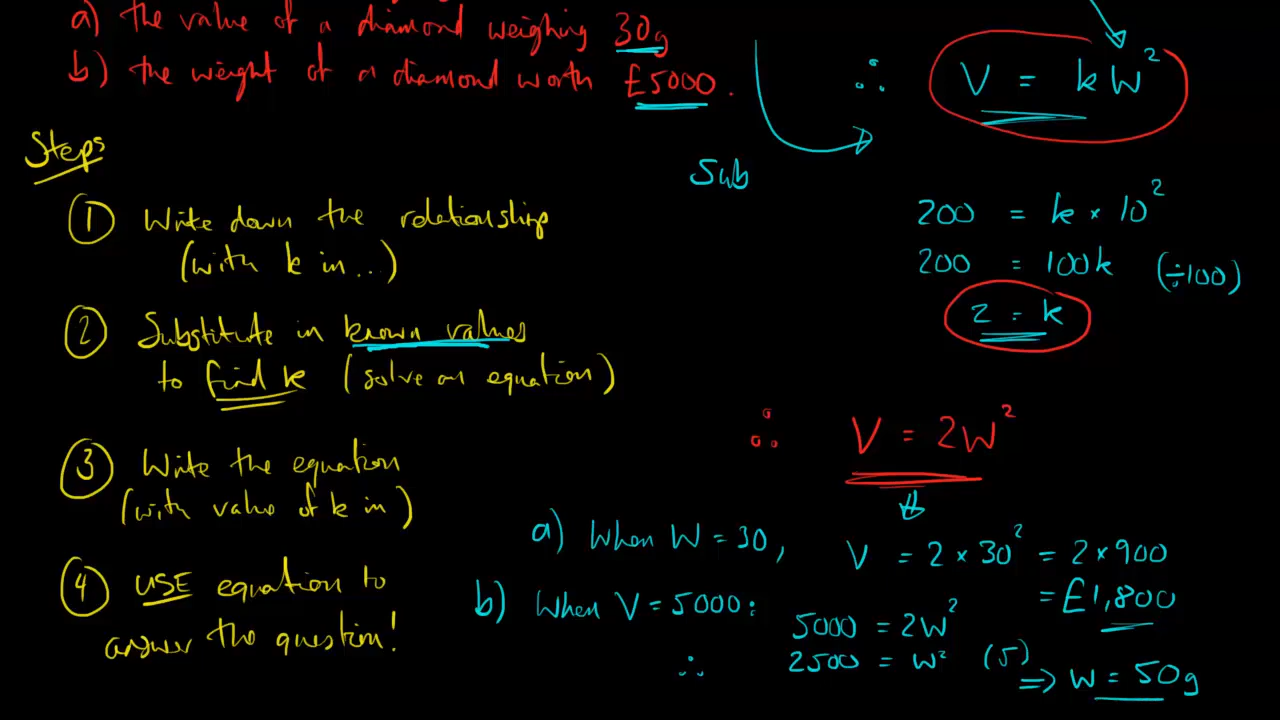 a) the value of a diamond weighing 30g
b) the weight of a diamond worth £5000.
∴ V = kW²
Sub
200 = k × 10²
200 = 100k (÷100)
2 = k
Steps
① Write down the relationship
(with k in...)
② Substitute in known values
to find k (solve an equation)
③ Write the equation
(with value of k in)
④ USE equation to
answer the question!
∴ V = 2W²
a) When W = 30, V = 2 × 30² = 2 × 900
= £1,800
b) When V = 5000:
5000 = 2W²
∴ 2500 = W² (√)
⇒ W = 50g